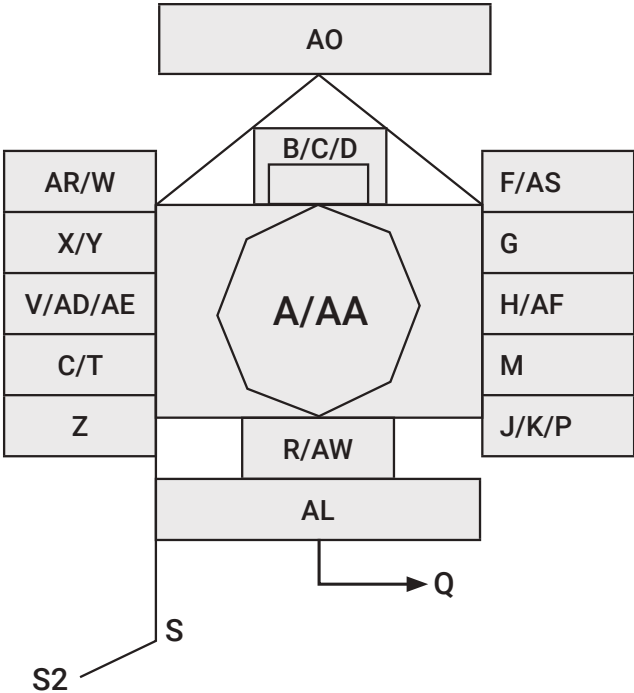 AO
B/C/D
AR/W
X/Y
V/AD/AE
C/T
Z
A/AA
F/AS
G
H/AF
M
J/K/P
R/AW
AL
Q
S
S2